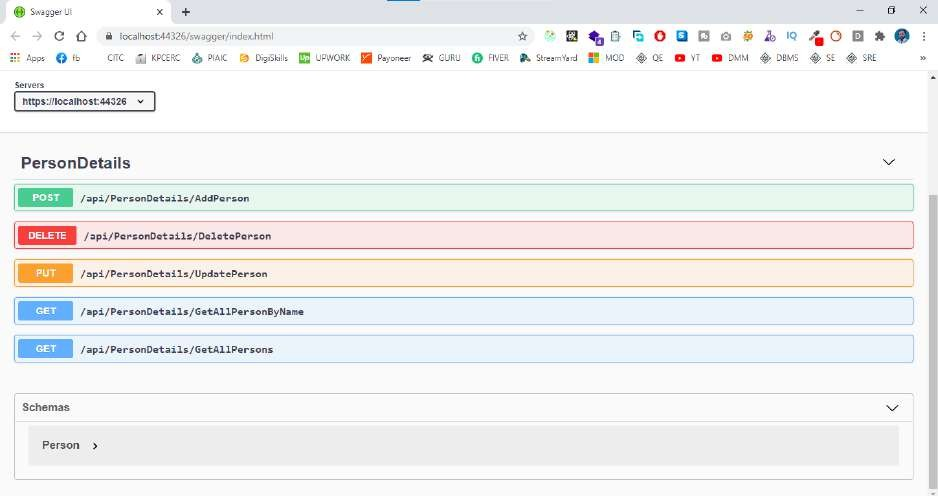 Swagger UI
localhost:44326/swagger/index.html
Apps fb CITC KPCERC PIAIC DigiSkills UPWORK Payoneer GURU FIVER StreamYard MOD QE YT DMM DBMS SE SRE »
Servers
https://localhost:44326
PersonDetails
POST /api/PersonDetails/AddPerson
DELETE /api/PersonDetails/DeletePerson
PUT /api/PersonDetails/UpdatePerson
GET /api/PersonDetails/GetAllPersonByName
GET /api/PersonDetails/GetAllPersons
Schemas
Person